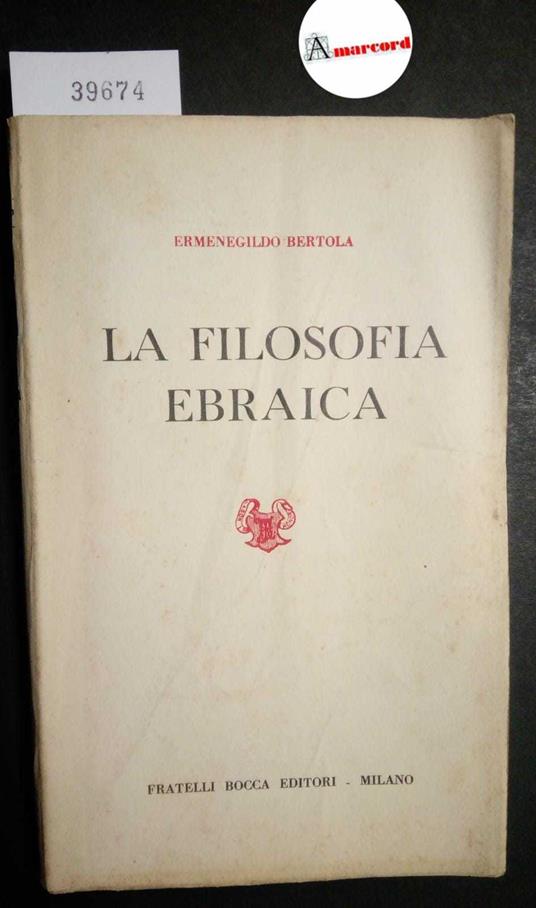 Amarcord
39674
ERMENEGILDO BERTOLA
LA FILOSOFIA
EBRAICA
FRATELLI BOCCA EDITORI - MILANO